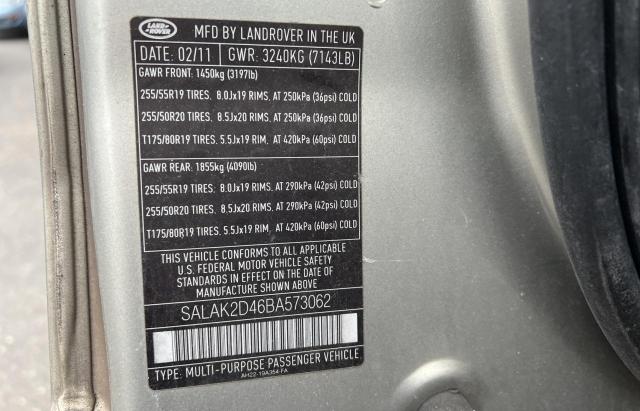 LAND ROVER
MFD BY LANDROVER IN THE UK
DATE: 02/11 GWR: 3240KG (7143LB)
GAWR FRONT: 1450kg (3197lb)
255/55R19 TIRES. 8.0Jx19 RIMS, AT 250kPa (36psi) COLD
255/50R20 TIRES. 8.5Jx20 RIMS, AT 250kPa (36psi) COLD
T175/80R19 TIRES. 5.5Jx19 RIM, AT 420kPa (60psi) COLD
GAWR REAR: 1855kg (4090lb)
255/55R19 TIRES. 8.0Jx19 RIMS, AT 290kPa (42psi) COLD
255/50R20 TIRES. 8.5Jx20 RIMS, AT 290kPa (42psi) COLD
T175/80R19 TIRES. 5.5Jx19 RIM, AT 420kPa (60psi) COLD
THIS VEHICLE CONFORMS TO ALL APPLICABLE
U.S. FEDERAL MOTOR VEHICLE SAFETY
STANDARDS IN EFFECT ON THE DATE OF
MANUFACTURE SHOWN ABOVE
SALAK2D46BA573062
TYPE: MULTI-PURPOSE PASSENGER VEHICLE
AH22-19A354-FA